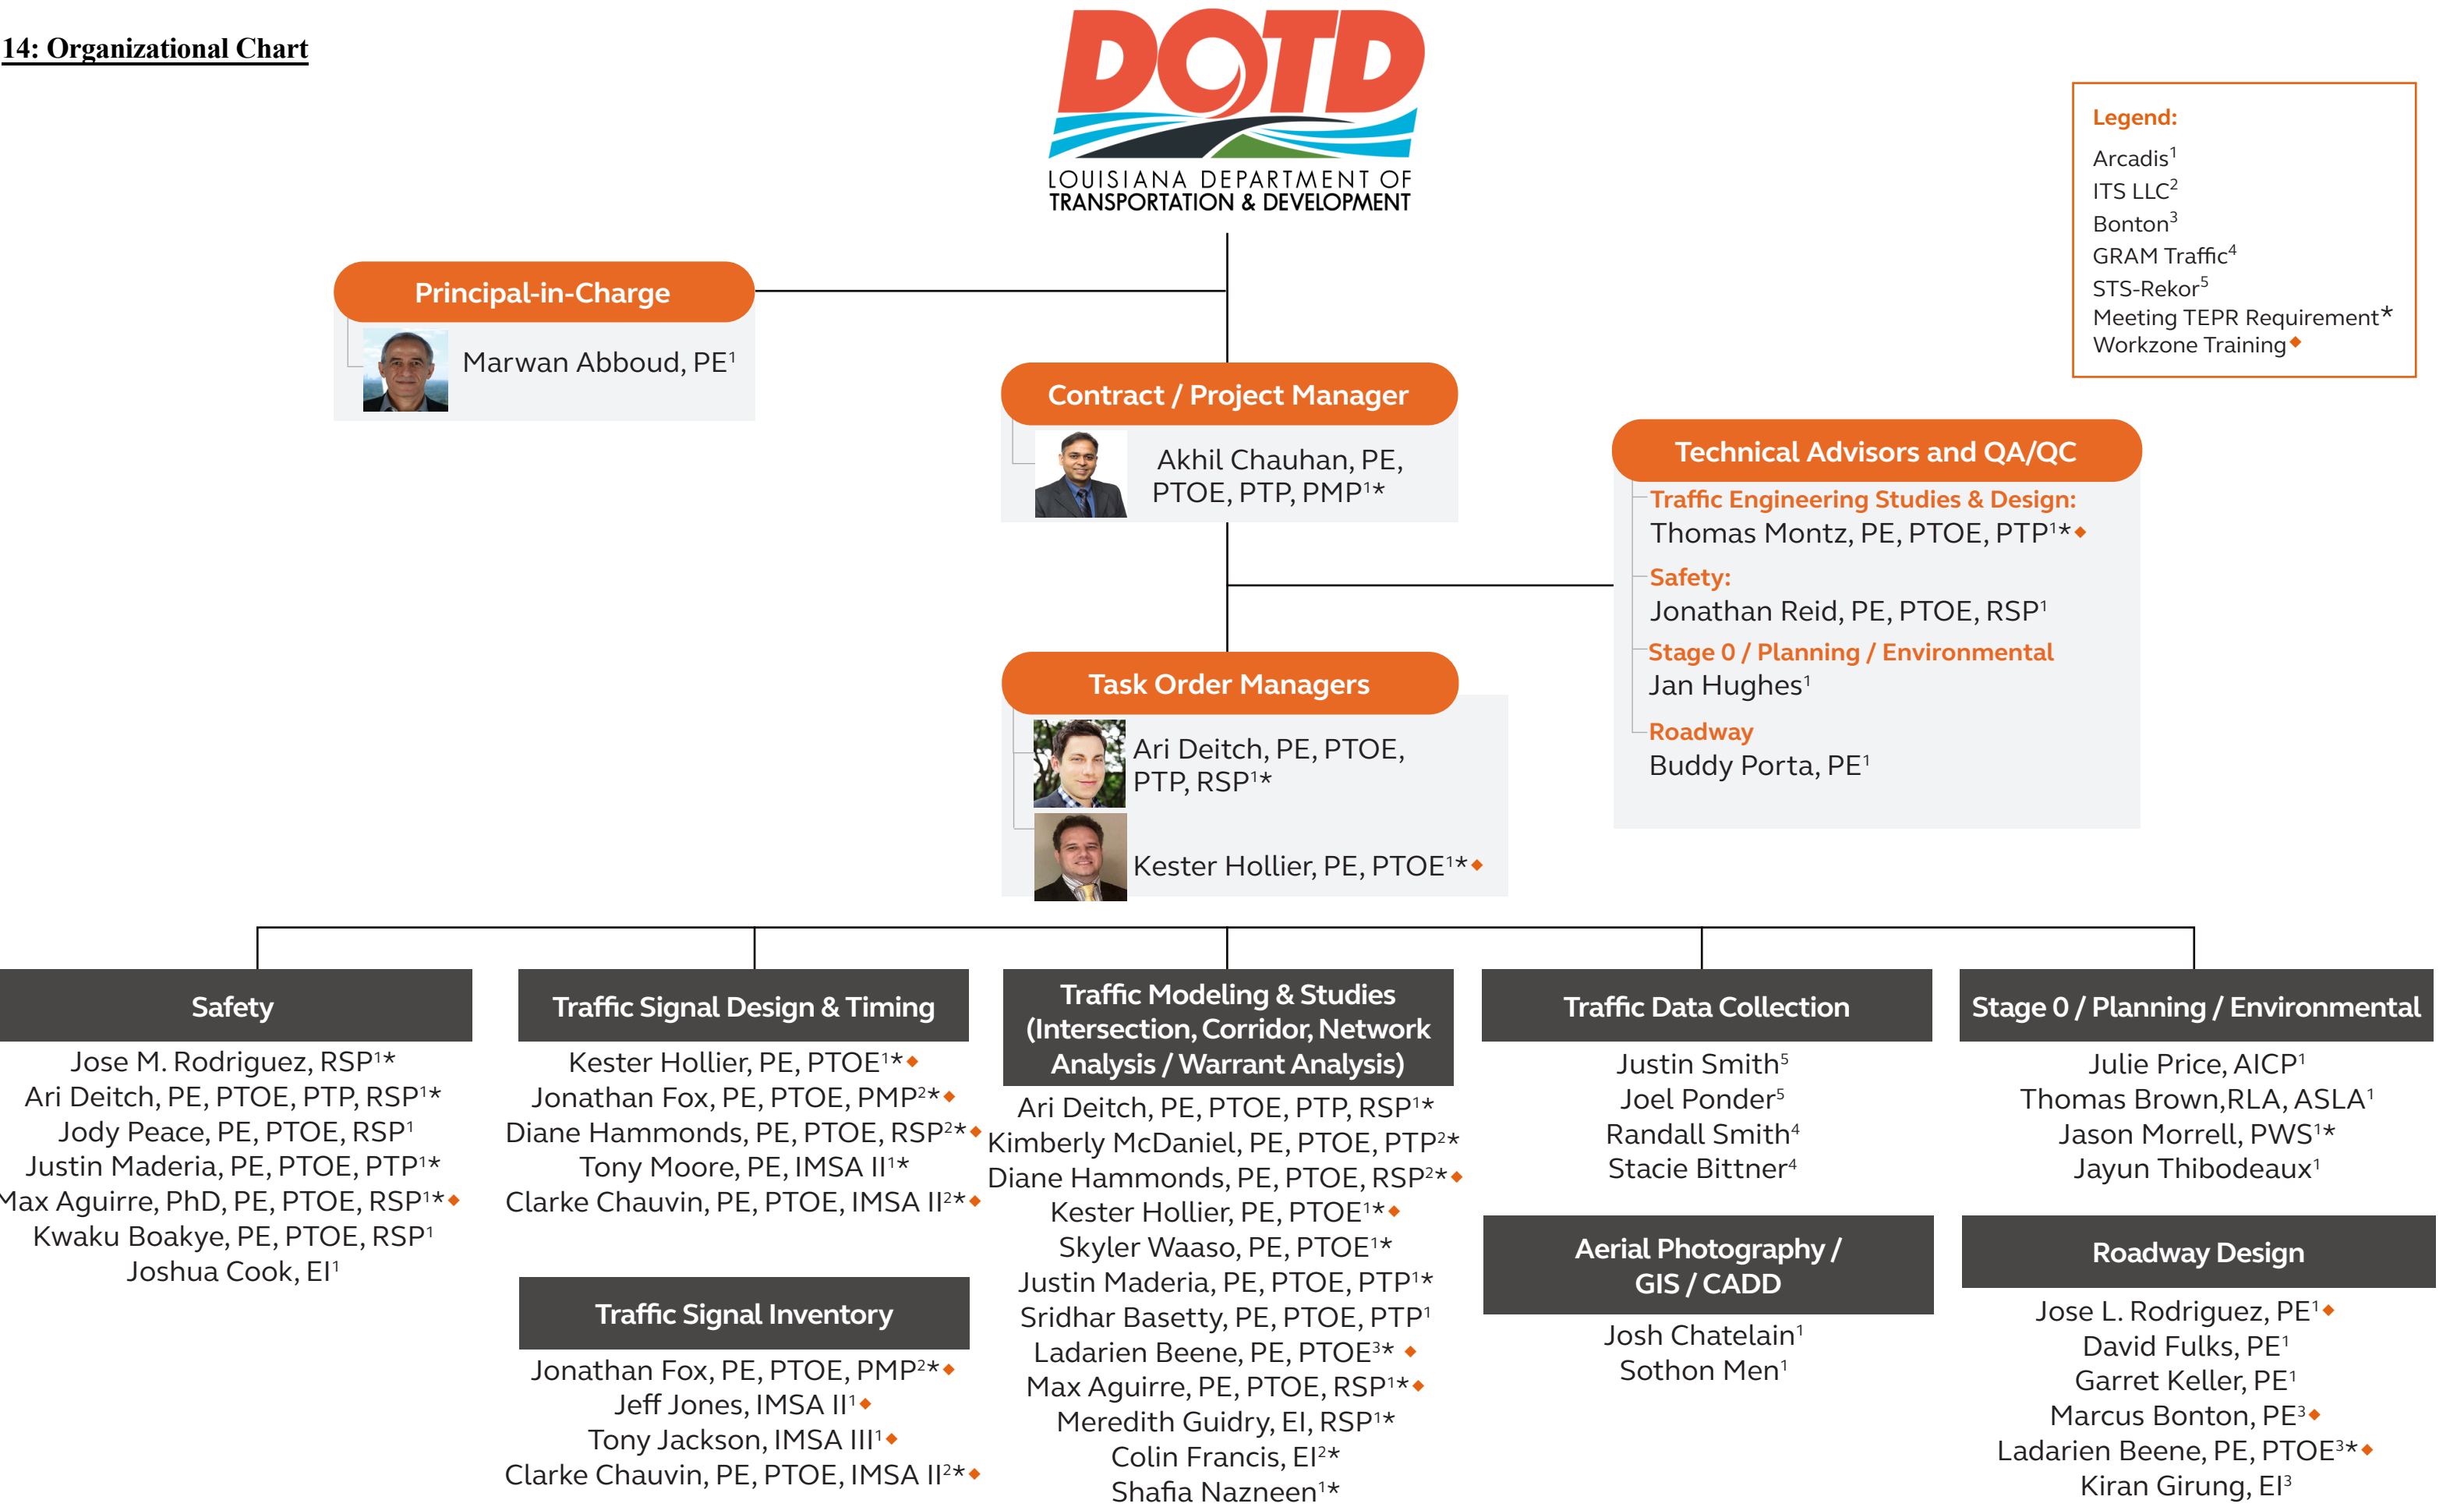 14: Organizational Chart
DOTD
LOUISIANA DEPARTMENT OF
TRANSPORTATION & DEVELOPMENT
Legend:
Arcadis¹
ITS LLC²
Bonton³
GRAM Traffic⁴
STS-Rekor⁵
Meeting TEPR Requirement*
Workzone Training◆
Principal-in-Charge
Marwan Abboud, PE¹
Contract / Project Manager
Akhil Chauhan, PE,
PTOE, PTP, PMP¹*
Technical Advisors and QA/QC
Traffic Engineering Studies & Design:
Thomas Montz, PE, PTOE, PTP¹*◆
Safety:
Jonathan Reid, PE, PTOE, RSP¹
Stage 0 / Planning / Environmental
Jan Hughes¹
Roadway
Buddy Porta, PE¹
Task Order Managers
Ari Deitch, PE, PTOE,
PTP, RSP¹*
Kester Hollier, PE, PTOE¹*◆
Safety
Jose M. Rodriguez, RSP¹*
Ari Deitch, PE, PTOE, PTP, RSP¹*
Jody Peace, PE, PTOE, RSP¹
Justin Maderia, PE, PTOE, PTP¹*
Max Aguirre, PhD, PE, PTOE, RSP¹*◆
Kwaku Boakye, PE, PTOE, RSP¹
Joshua Cook, EI¹
Traffic Signal Design & Timing
Kester Hollier, PE, PTOE¹*◆
Jonathan Fox, PE, PTOE, PMP²*◆
Diane Hammonds, PE, PTOE, RSP²*◆
Tony Moore, PE, IMSA II¹*
Clarke Chauvin, PE, PTOE, IMSA II²*◆
Traffic Signal Inventory
Jonathan Fox, PE, PTOE, PMP²*◆
Jeff Jones, IMSA II¹◆
Tony Jackson, IMSA III¹◆
Clarke Chauvin, PE, PTOE, IMSA II²*◆
Traffic Modeling & Studies
(Intersection, Corridor, Network
Analysis / Warrant Analysis)
Ari Deitch, PE, PTOE, PTP, RSP¹*
Kimberly McDaniel, PE, PTOE, PTP²*
Diane Hammonds, PE, PTOE, RSP²*◆
Kester Hollier, PE, PTOE¹*◆
Skyler Waaso, PE, PTOE¹*
Justin Maderia, PE, PTOE, PTP¹*
Sridhar Basetty, PE, PTOE, PTP¹
Ladarien Beene, PE, PTOE³* ◆
Max Aguirre, PE, PTOE, RSP¹*◆
Meredith Guidry, EI, RSP¹*
Colin Francis, EI²*
Shafia Nazneen¹*
Traffic Data Collection
Justin Smith⁵
Joel Ponder⁵
Randall Smith⁴
Stacie Bittner⁴
Aerial Photography /
GIS / CADD
Josh Chatelain¹
Sothon Men¹
Stage 0 / Planning / Environmental
Julie Price, AICP¹
Thomas Brown,RLA, ASLA¹
Jason Morrell, PWS¹*
Jayun Thibodeaux¹
Roadway Design
Jose L. Rodriguez, PE¹◆
David Fulks, PE¹
Garret Keller, PE¹
Marcus Bonton, PE³◆
Ladarien Beene, PE, PTOE³*◆
Kiran Girung, EI³